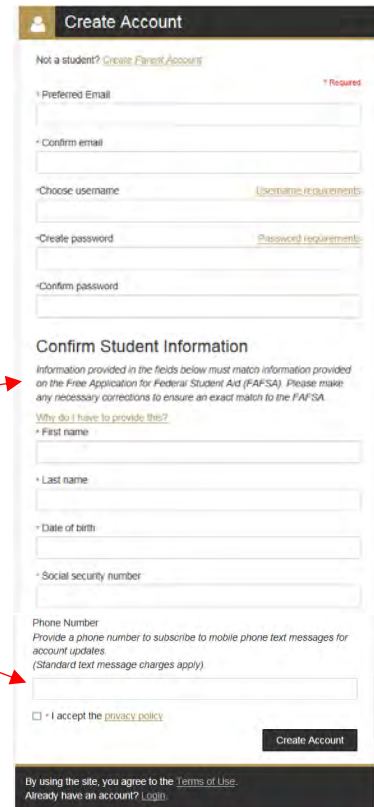 Create Account
Not a student? Create Parent Account
* Required
* Preferred Email
* Confirm email
*Choose username Username requirements
*Create password Password requirements
*Confirm password
Confirm Student Information
Information provided in the fields below must match information provided
on the Free Application for Federal Student Aid (FAFSA). Please make
any necessary corrections to ensure an exact match to the FAFSA.
Why do I have to provide this?
* First name
* Last name
* Date of birth
* Social security number
Phone Number
Provide a phone number to subscribe to mobile phone text messages for
account updates.
(Standard text message charges apply)
* I accept the privacy policy
Create Account
By using the site, you agree to the Terms of Use.
Already have an account? Login.